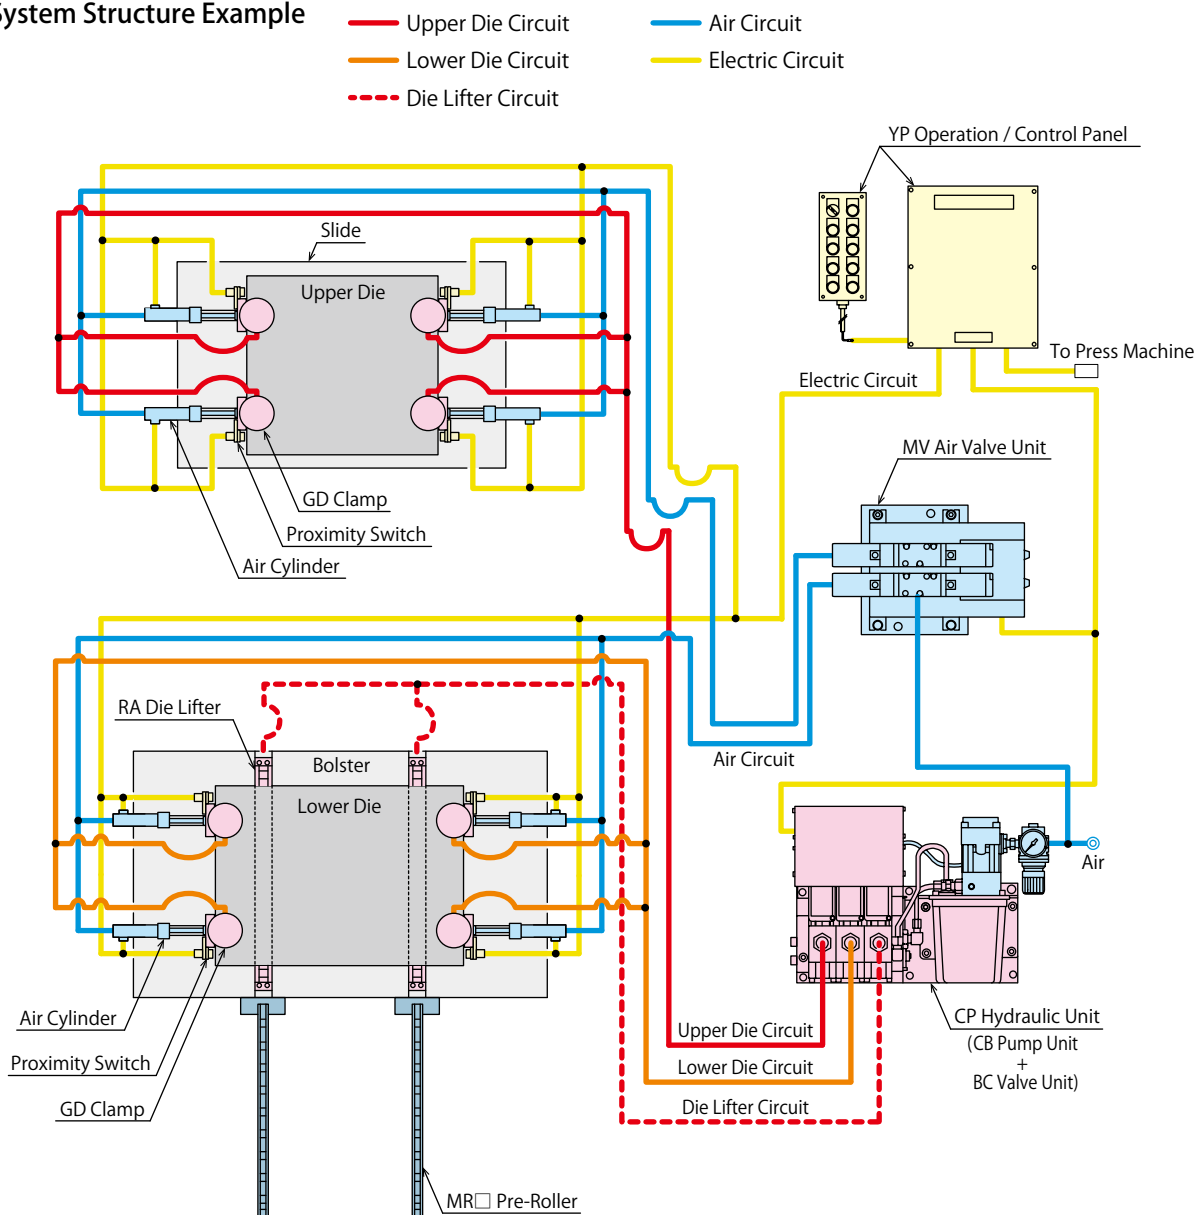 System Structure Example
Upper Die Circuit
Lower Die Circuit
Die Lifter Circuit
Air Circuit
Electric Circuit
YP Operation / Control Panel
Slide
Upper Die
To Press Machine
Electric Circuit
MV Air Valve Unit
GD Clamp
Proximity Switch
Air Cylinder
RA Die Lifter
Bolster
Lower Die
Air Circuit
Air
Air Cylinder
Proximity Switch
GD Clamp
Upper Die Circuit
Lower Die Circuit
Die Lifter Circuit
CP Hydraulic Unit
(CB Pump Unit
+
BC Valve Unit)
MR□ Pre-Roller